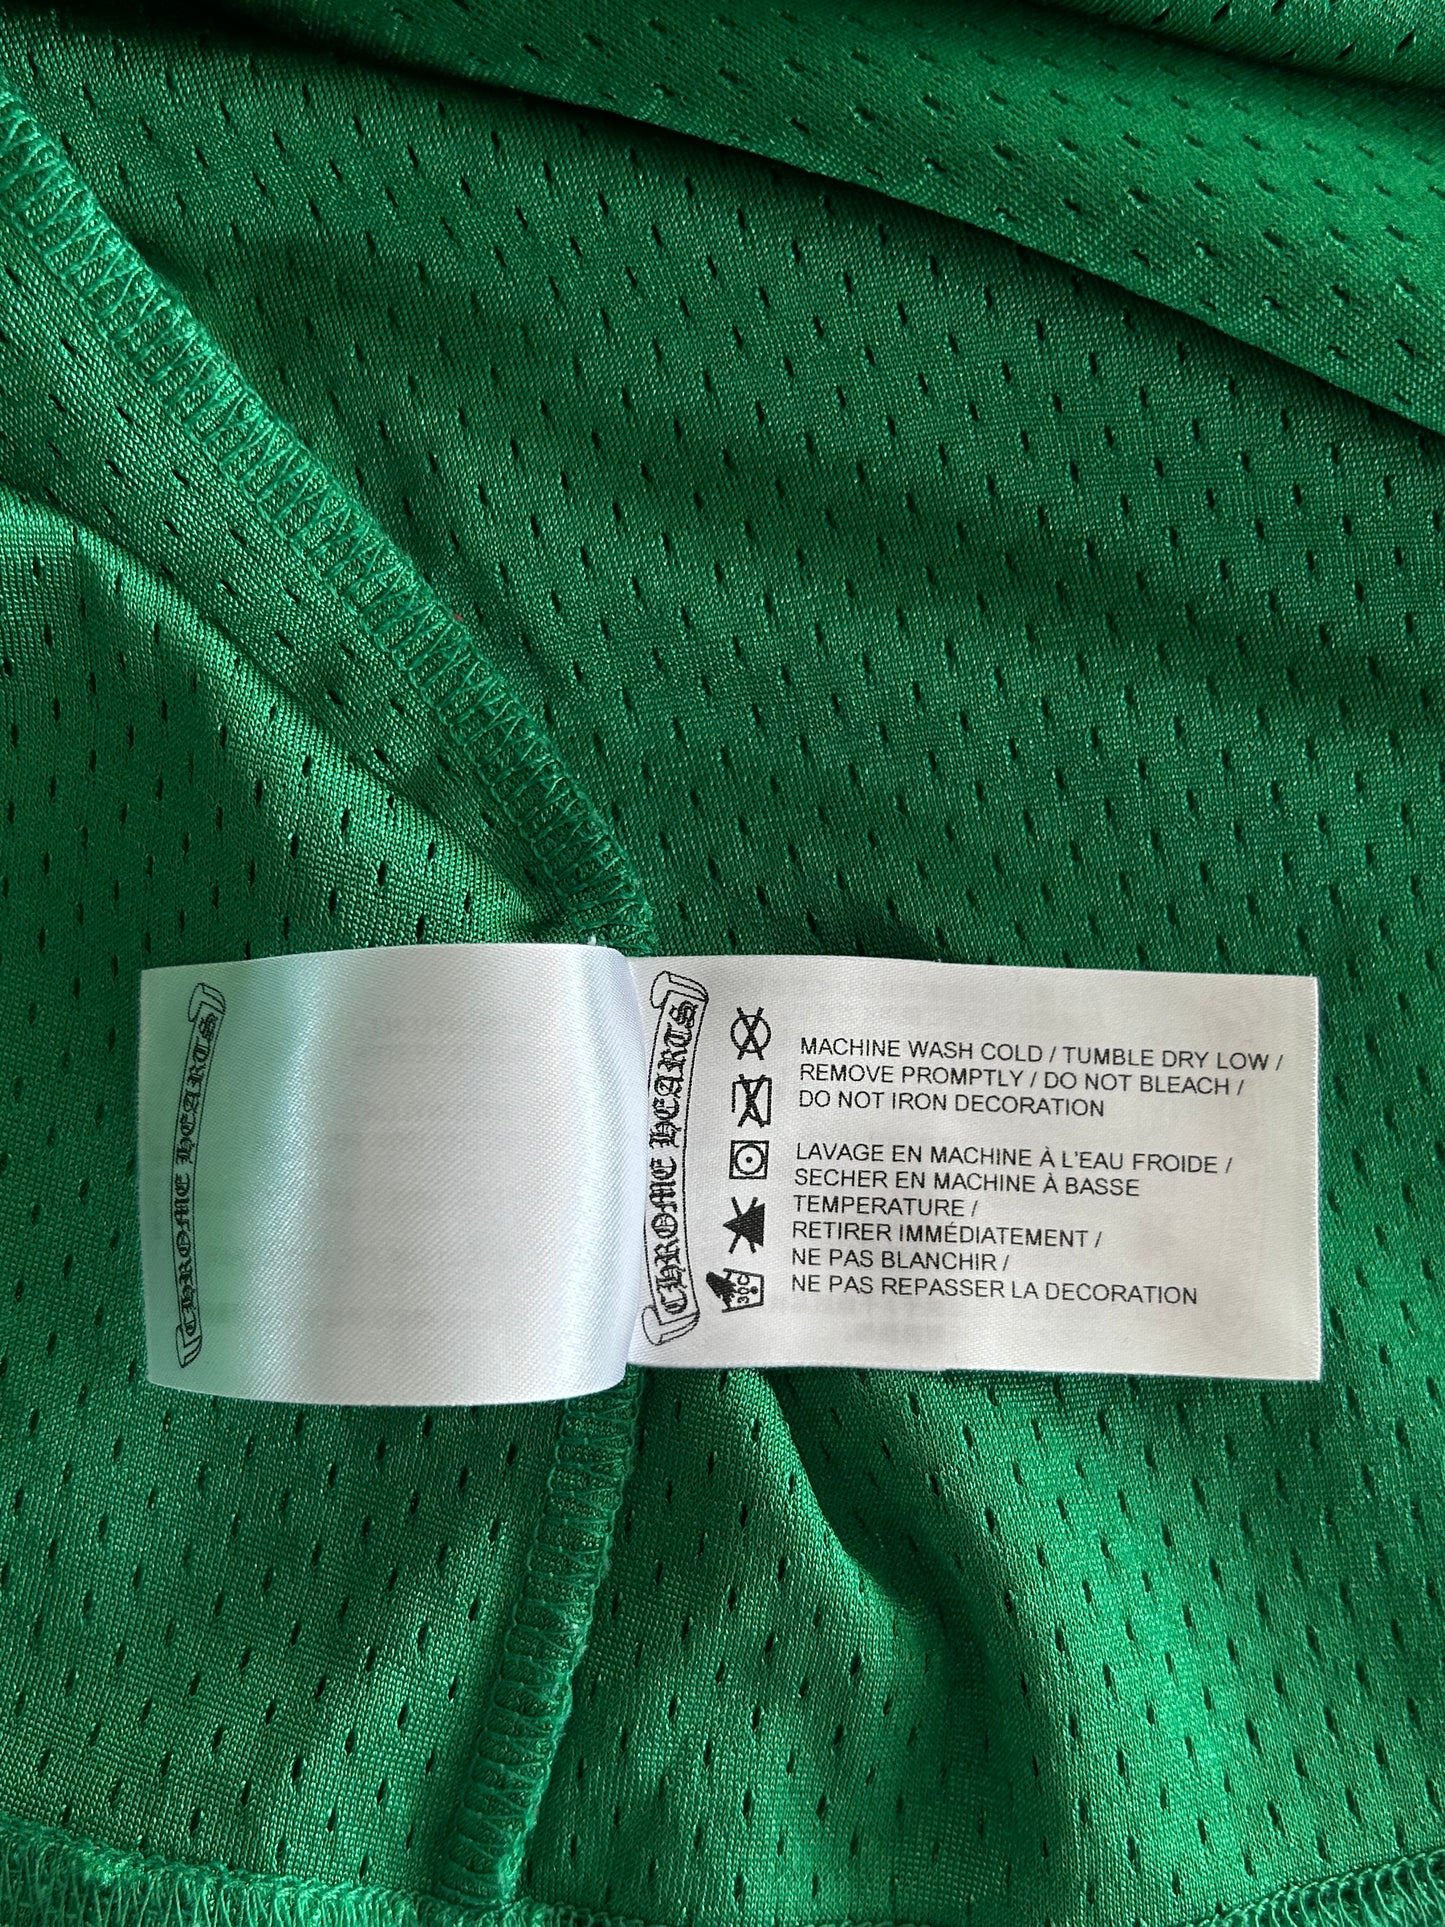 CHROME HEARTS
CHROME HEARTS
MACHINE WASH COLD / TUMBLE DRY LOW /
REMOVE PROMPTLY / DO NOT BLEACH /
DO NOT IRON DECORATION
LAVAGE EN MACHINE À L'EAU FROIDE /
SECHER EN MACHINE À BASSE
TEMPERATURE /
RETIRER IMMÉDIATEMENT /
NE PAS BLANCHIR /
NE PAS REPASSER LA DECORATION
30C